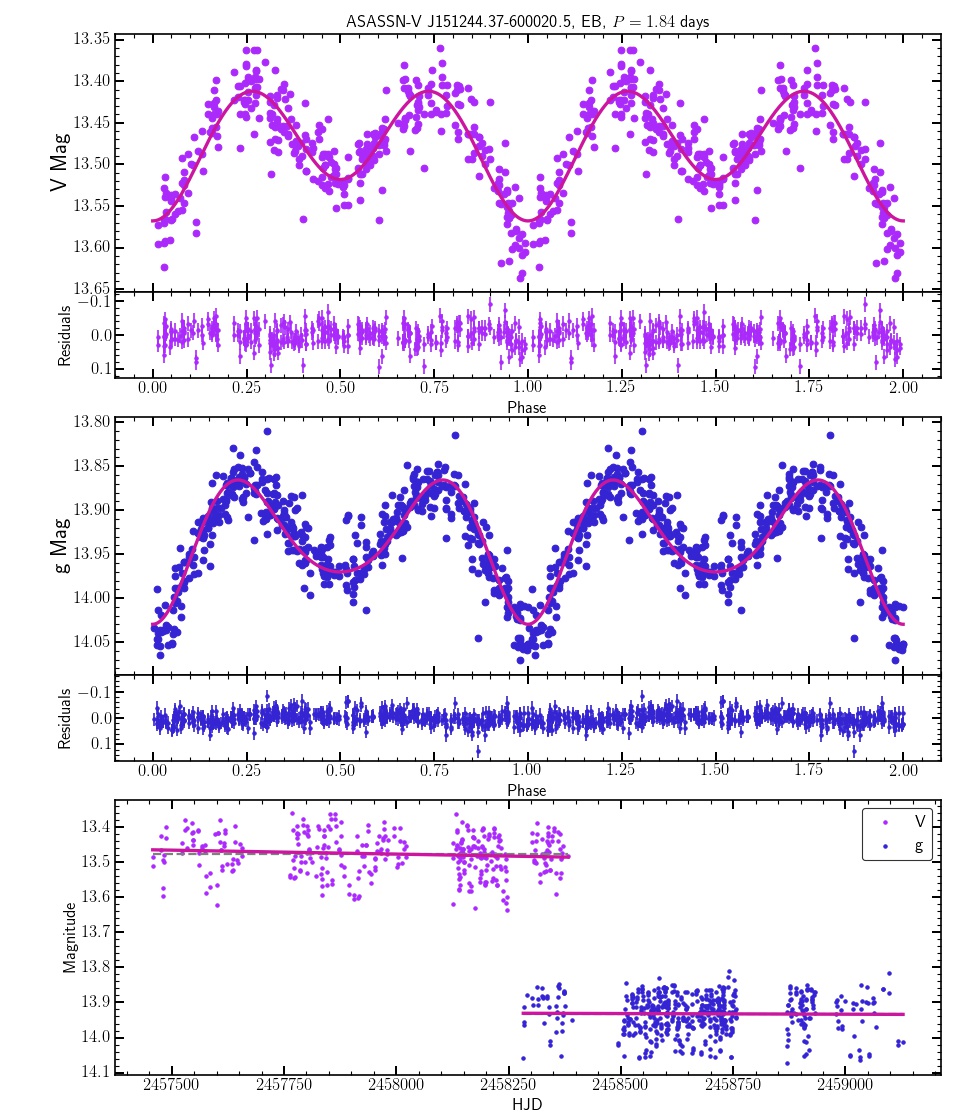 ASASSN-V J151244.37-600020.5, EB, P = 1.84 days
13.35
13.40
13.45
13.50
13.55
13.60
13.65
V Mag
−0.1
0.0
0.1
Residuals
0.00 0.25 0.50 0.75 1.00 1.25 1.50 1.75 2.00
Phase
13.80
13.85
13.90
13.95
14.00
14.05
g Mag
−0.1
0.0
0.1
Residuals
0.00 0.25 0.50 0.75 1.00 1.25 1.50 1.75 2.00
Phase
V
g
13.4
13.5
13.6
13.7
13.8
13.9
14.0
14.1
Magnitude
2457500 2457750 2458000 2458250 2458500 2458750 2459000
HJD